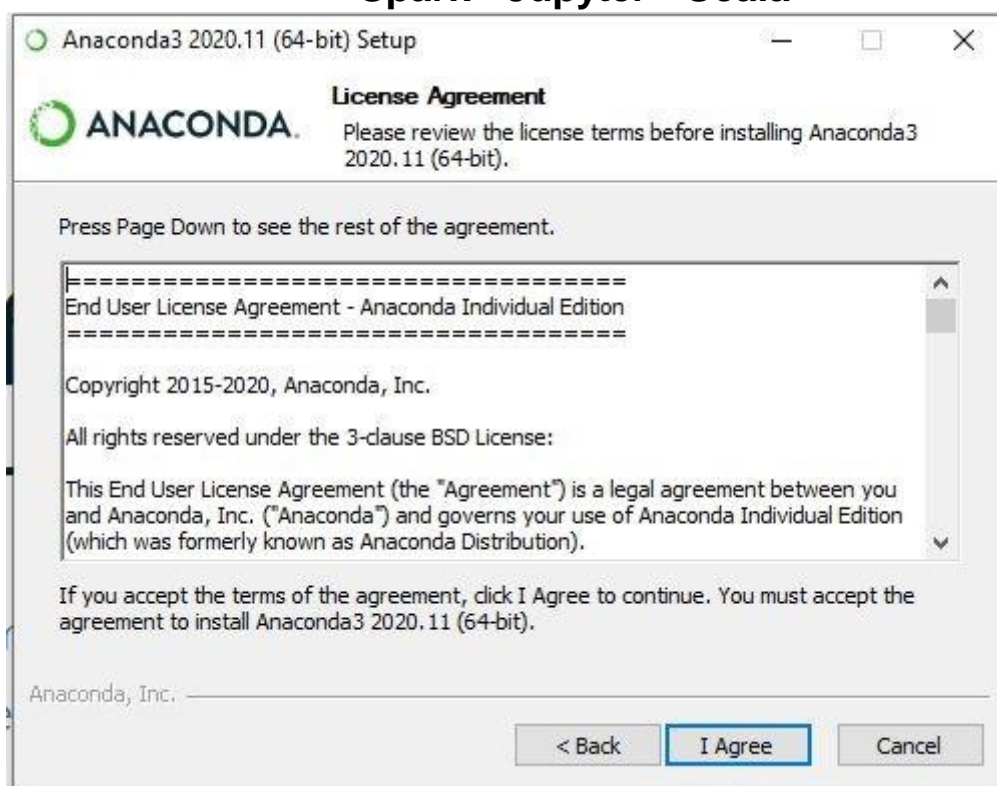 Spark - Jupyter - Scala
Anaconda3 2020.11 (64-bit) Setup
ANACONDA.
License Agreement
Please review the license terms before installing Anaconda3
2020.11 (64-bit).
Press Page Down to see the rest of the agreement.
====================================
End User License Agreement - Anaconda Individual Edition
====================================
Copyright 2015-2020, Anaconda, Inc.
All rights reserved under the 3-clause BSD License:
This End User License Agreement (the "Agreement") is a legal agreement between you
and Anaconda, Inc. ("Anaconda") and governs your use of Anaconda Individual Edition
(which was formerly known as Anaconda Distribution).
If you accept the terms of the agreement, click I Agree to continue. You must accept the
agreement to install Anaconda3 2020.11 (64-bit).
Anaconda, Inc.
< Back
I Agree
Cancel